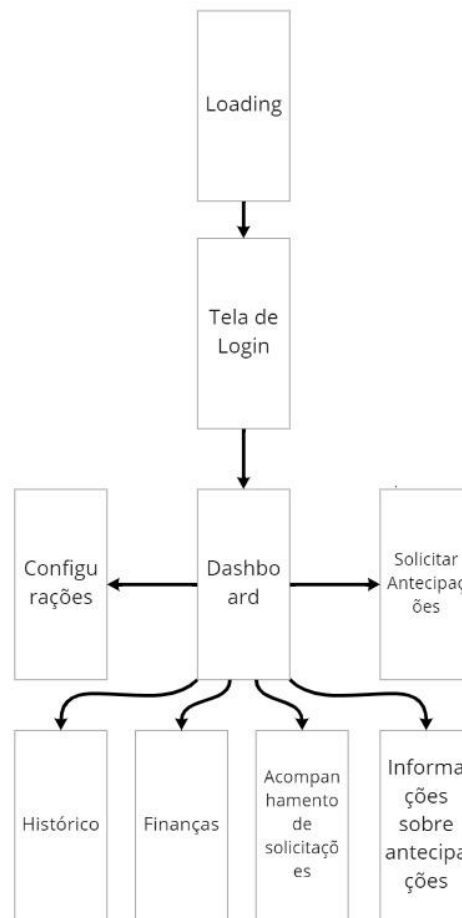 Loading
Tela de
Login
Configu
rações
Dashbo
ard
Solicitar
Antecipaç
ões
Histórico
Finanças
Acompan
hamento
de
solicitaçõ
es
Informa
ções
sobre
antecipa
ções